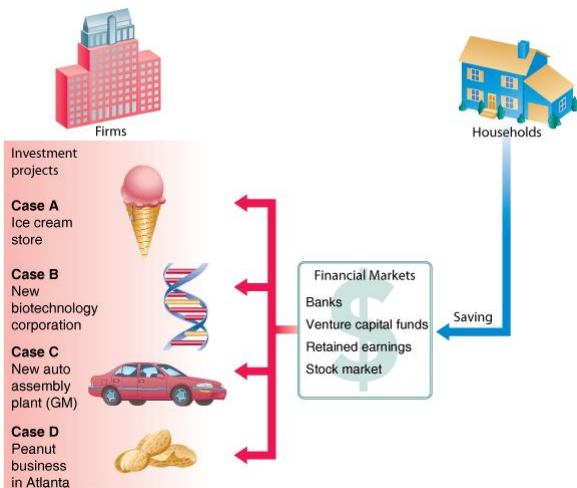 Firms
Households
Investment
projects
Case A
Ice cream
store
Case B
New
biotechnology
corporation
Case C
New auto
assembly
plant (GM)
Case D
Peanut
business
in Atlanta
Financial Markets
Banks
Venture capital funds
Retained earnings
Stock market
$
Saving